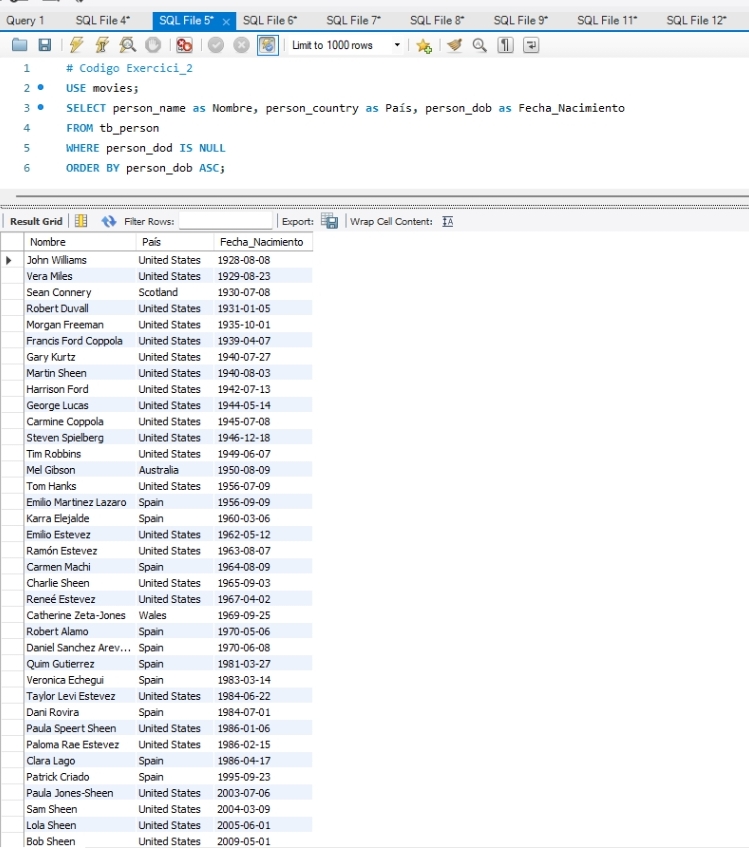 Query 1 SQL File 4* SQL File 5* × SQL File 6* SQL File 7* SQL File 8* SQL File 9* SQL File 11* SQL File 12*
Limit to 1000 rows
1 # Codigo Exercici_2
2 USE movies;
3 SELECT person_name as Nombre, person_country as País, person_dob as Fecha_Nacimiento
4 FROM tb_person
5 WHERE person_dod IS NULL
6 ORDER BY person_dob ASC;
Result Grid Filter Rows: Export: Wrap Cell Content:
Nombre País Fecha_Nacimiento
John Williams United States 1928-08-08
Vera Miles United States 1929-08-23
Sean Connery Scotland 1930-07-08
Robert Duvall United States 1931-01-05
Morgan Freeman United States 1935-10-01
Francis Ford Coppola United States 1939-04-07
Gary Kurtz United States 1940-07-27
Martin Sheen United States 1940-08-03
Harrison Ford United States 1942-07-13
George Lucas United States 1944-05-14
Carmine Coppola United States 1945-07-08
Steven Spielberg United States 1946-12-18
Tim Robbins United States 1949-06-07
Mel Gibson Australia 1950-08-09
Tom Hanks United States 1956-07-09
Emilio Martinez Lazaro Spain 1956-09-09
Karra Elejalde Spain 1960-03-06
Emilio Estevez United States 1962-05-12
Ramón Estevez United States 1963-08-07
Carmen Machi Spain 1964-08-09
Charlie Sheen United States 1965-09-03
Reneé Estevez United States 1967-04-02
Catherine Zeta-Jones Wales 1969-09-25
Robert Alamo Spain 1970-05-06
Daniel Sanchez Arev... Spain 1970-06-08
Quim Gutierrez Spain 1981-03-27
Veronica Echegui Spain 1983-03-14
Taylor Levi Estevez United States 1984-06-22
Dani Rovira Spain 1984-07-01
Paula Speert Sheen United States 1986-01-06
Paloma Rae Estevez United States 1986-02-15
Clara Lago Spain 1986-04-17
Patrick Criado Spain 1995-09-23
Paula Jones-Sheen United States 2003-07-06
Sam Sheen United States 2004-03-09
Lola Sheen United States 2005-06-01
Bob Sheen United States 2009-05-01